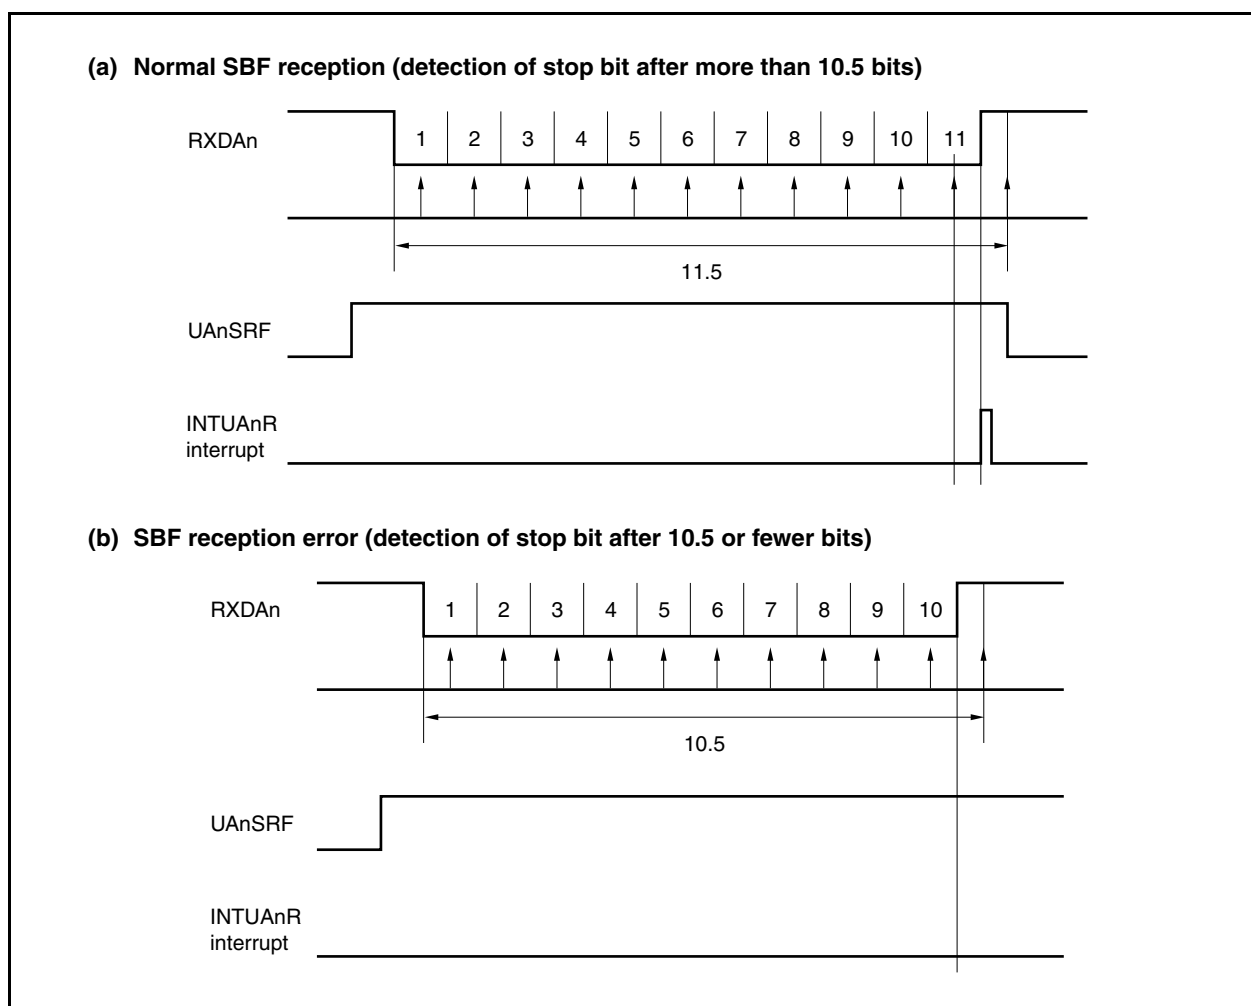 (a) Normal SBF reception (detection of stop bit after more than 10.5 bits)
RXDAn
1 2 3 4 5 6 7 8 9 10 11
11.5
UAnSRF
INTUAnR
interrupt
(b) SBF reception error (detection of stop bit after 10.5 or fewer bits)
RXDAn
1 2 3 4 5 6 7 8 9 10
10.5
UAnSRF
INTUAnR
interrupt